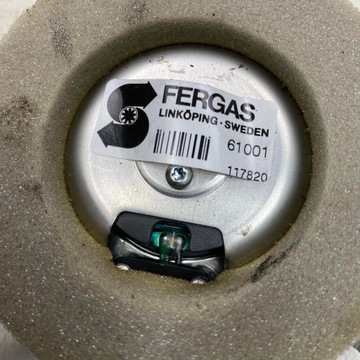 FERGAS
LINKÖPING - SWEDEN
61001
117820